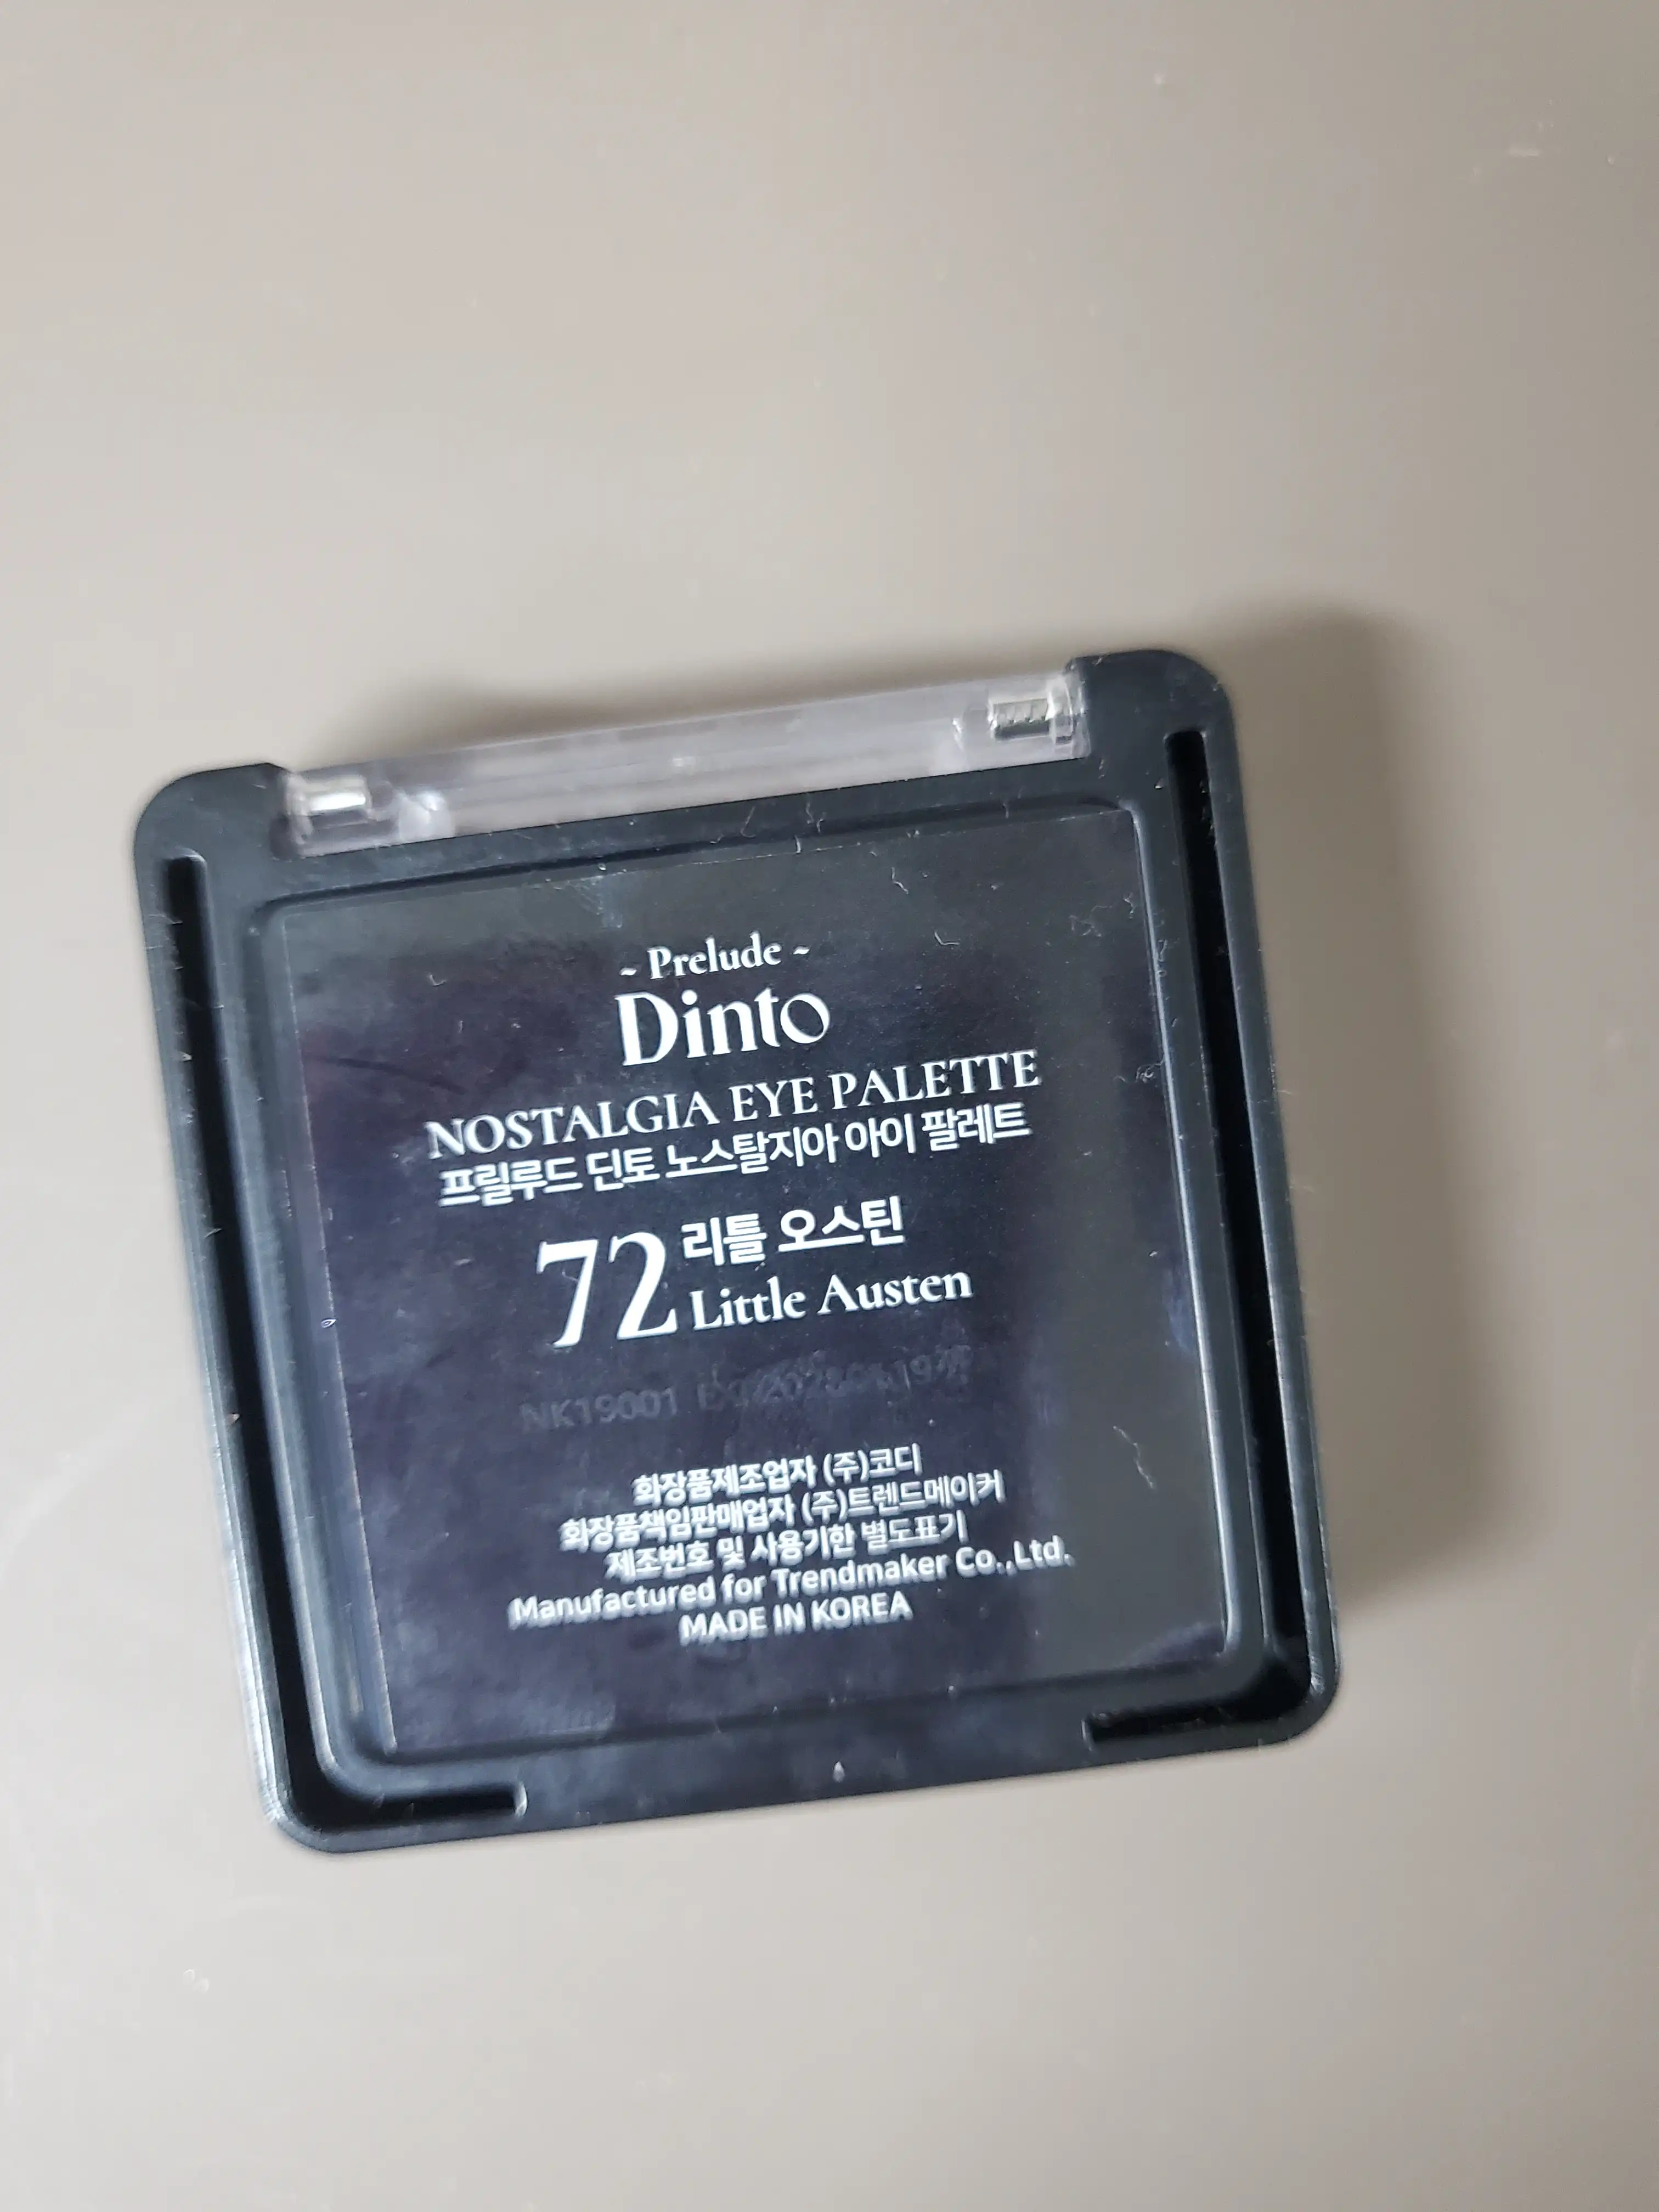 ~ Prelude ~
Dinto
NOSTALGIA EYE PALETTE
프릴루드 딘토 노스탈지아 아이 팔레트
72 리틀 오스틴
Little Austen
NK19001
화장품제조업자 (주)코디
화장품책임판매업자 (주)트렌드메이커
제조번호 및 사용기한 별도표기
Manufactured for Trendmaker Co.,Ltd.
MADE IN KOREA